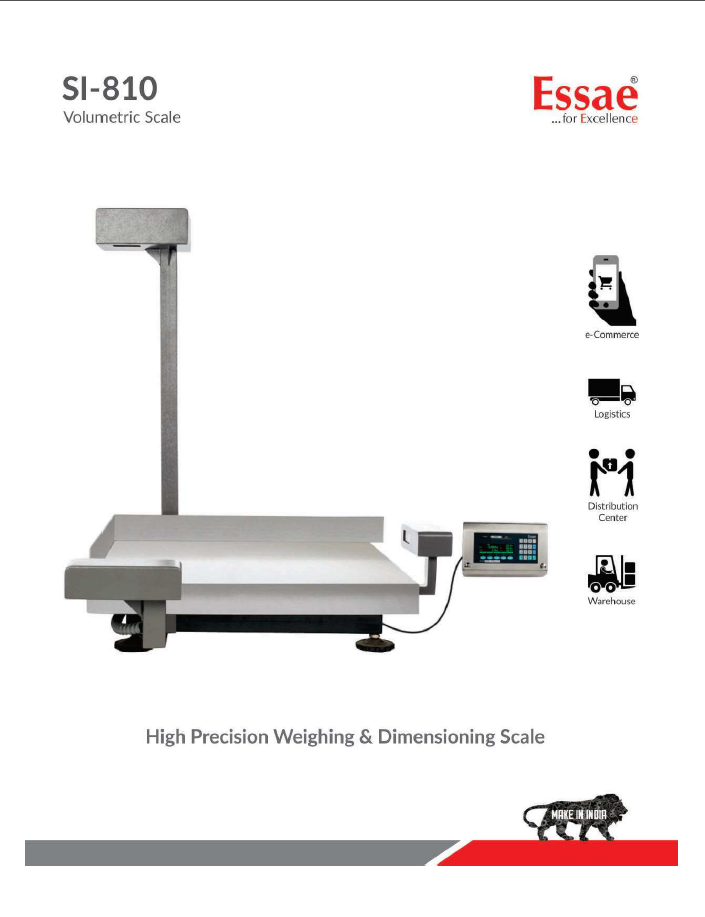 SI-810
Volumetric Scale
Essae®
...for Excellence
e-Commerce
Logistics
Distribution
Center
Warehouse
High Precision Weighing & Dimensioning Scale
MAKE IN INDIA